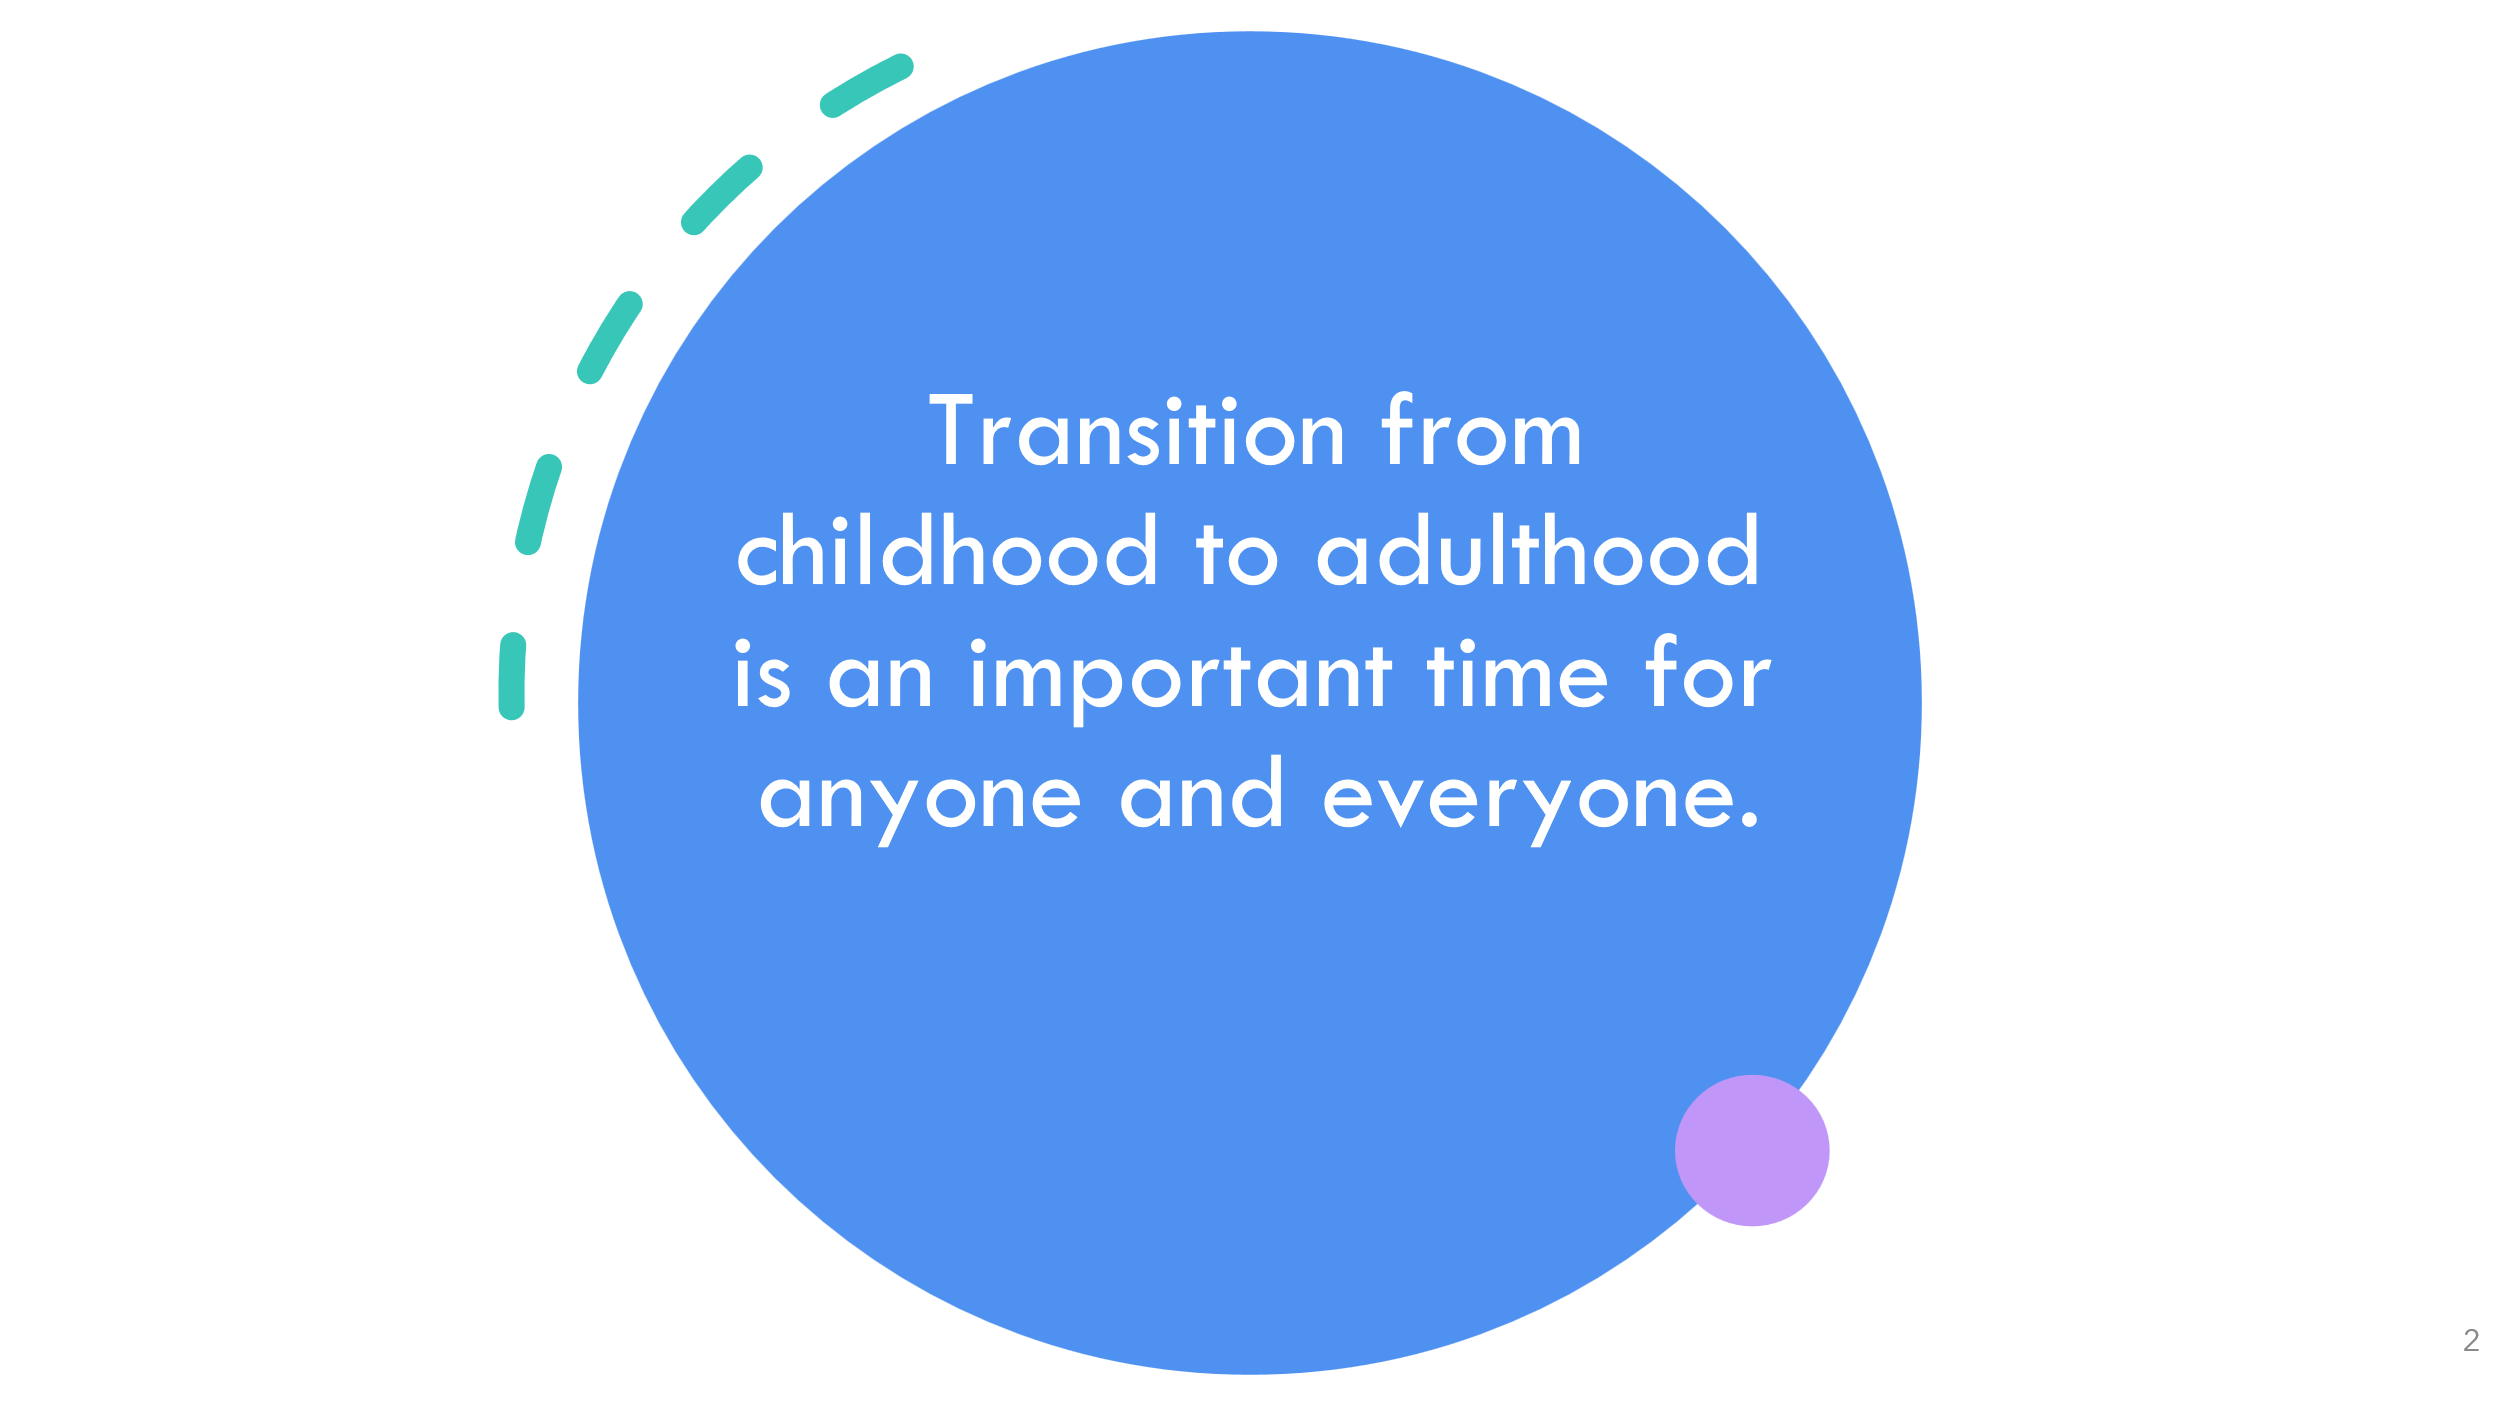 Transition from
childhood to adulthood
is an important time for
anyone and everyone.
2